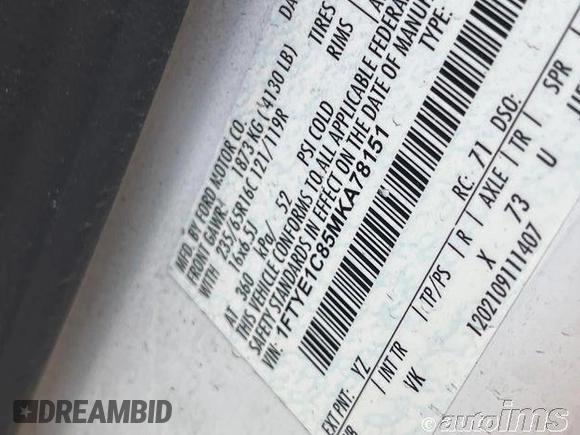 MFD. BY FORD MOTOR CO.
DA
FRONT GAWR: 1873 KG ( 4130 LB)
WITH 235/65R16C 121/119R TIRES
16x6.5J RIMS
AT 360 kPa/ 52 PSI COLD
THIS VEHICLE CONFORMS TO ALL APPLICABLE FEDERAL
SAFETY STANDARDS IN EFFECT ON THE DATE OF MANUF
VIN: 1FTYE1C85MKA78151
TYPE:
EXT PNT: YZ RC: 71 DSO:
INT TR TP/PS R AXLE TR SPR
VK X 73 U
1202109111407
DREAMBID
autoims